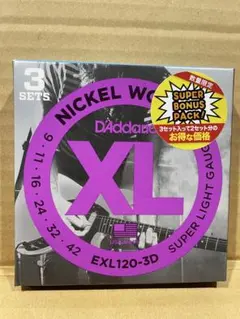 3
SETS
数量限定
SUPER
BONUS
PACK!
3セット入って2セット分の
お得な価格
NICKEL
D'Addario
XL
9 · 11 · 16 · 24 · 32 · 42
SUPER LIGHT GAUGE
EXL120-3D